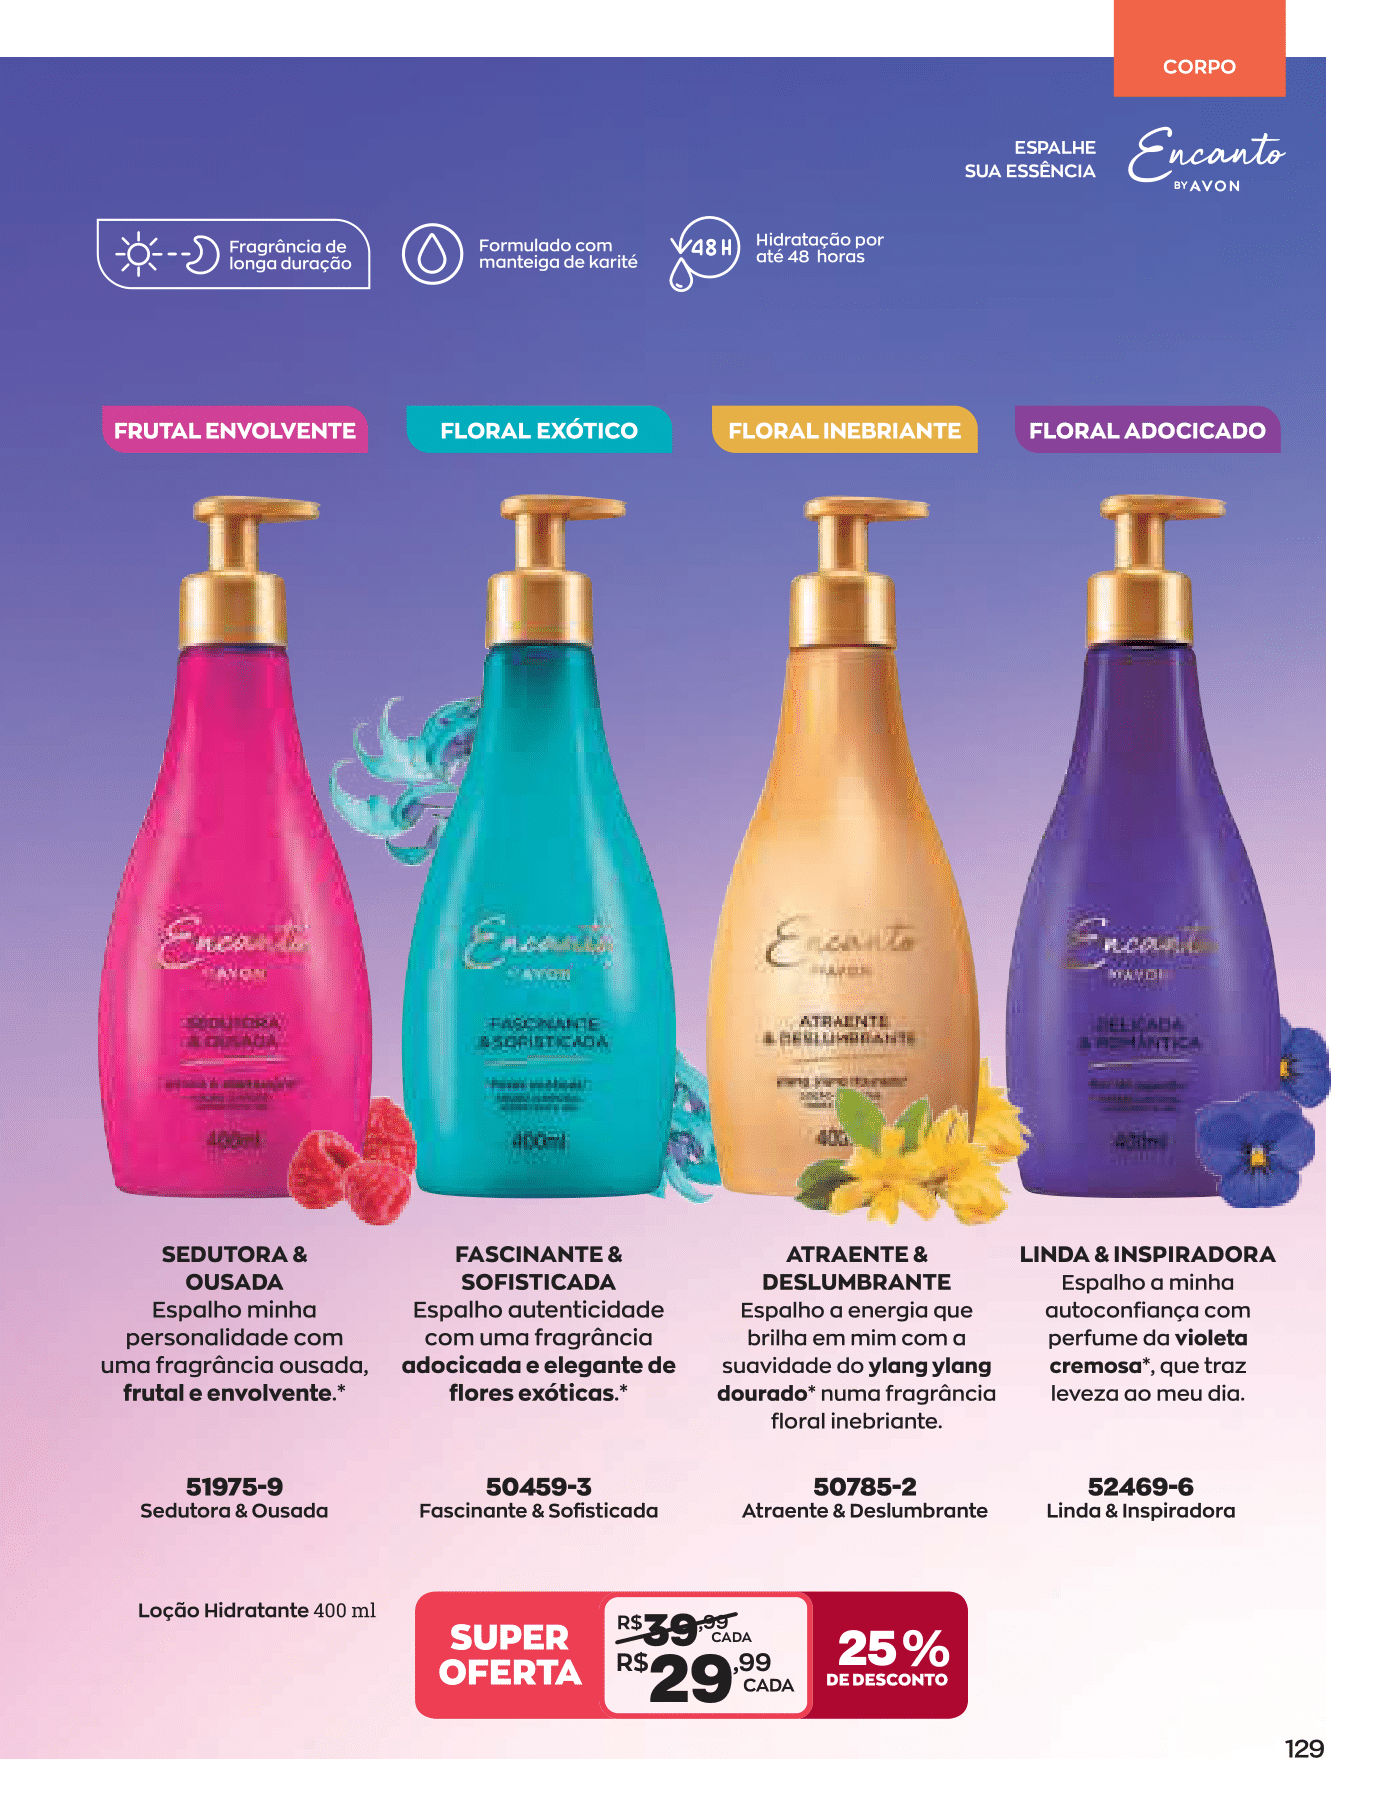 CORPO
ESPALHE
SUA ESSÊNCIA
Encanto
BY AVON
Fragrância de
longa duração
Formulado com
manteiga de karité
48H
Hidratação por
até 48 horas
FRUTAL ENVOLVENTE
FLORAL EXÓTICO
FLORAL INEBRIANTE
FLORAL ADOCICADO
Encanto
BY AVON
SEDUTORA
& OUSADA
400ml
Encanto
BY AVON
FASCINANTE
& SOFISTICADA
400ml
Encanto
BY AVON
ATRAENTE
& DESLUMBRANTE
Encanto
BY AVON
DELICADA
& ROMÂNTICA
400ml
SEDUTORA &
OUSADA
Espalho minha
personalidade com
uma fragrância ousada,
frutal e envolvente.*
FASCINANTE &
SOFISTICADA
Espalho autenticidade
com uma fragrância
adocicada e elegante de
flores exóticas.*
ATRAENTE &
DESLUMBRANTE
Espalho a energia que
brilha em mim com a
suavidade do ylang ylang
dourado* numa fragrância
floral inebriante.
LINDA & INSPIRADORA
Espalho a minha
autoconfiança com
perfume da violeta
cremosa*, que traz
leveza ao meu dia.
51975-9
Sedutora & Ousada
50459-3
Fascinante & Sofisticada
50785-2
Atraente & Deslumbrante
52469-6
Linda & Inspiradora
Loção Hidratante 400 ml
SUPER
OFERTA
R$39,99
CADA
R$29,99
CADA
25%
DE DESCONTO
129